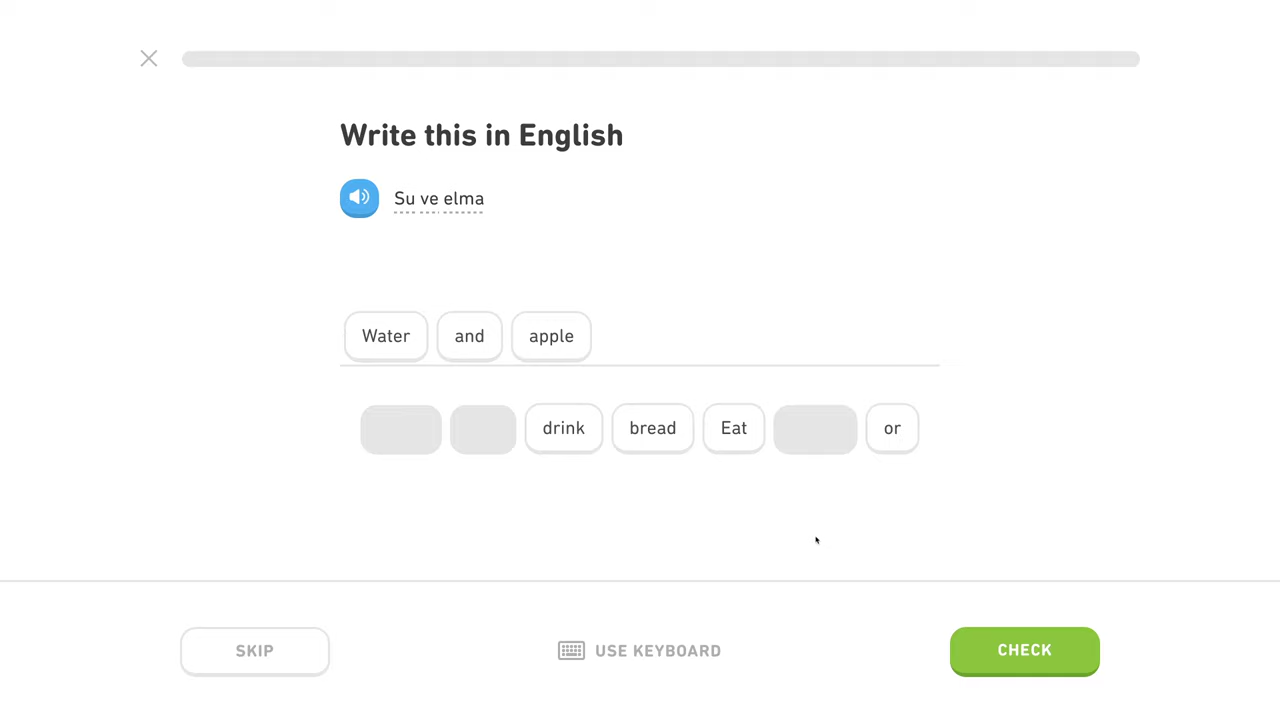 Write this in English
Su ve elma
Water and apple
drink bread Eat or
SKIP USE KEYBOARD CHECK